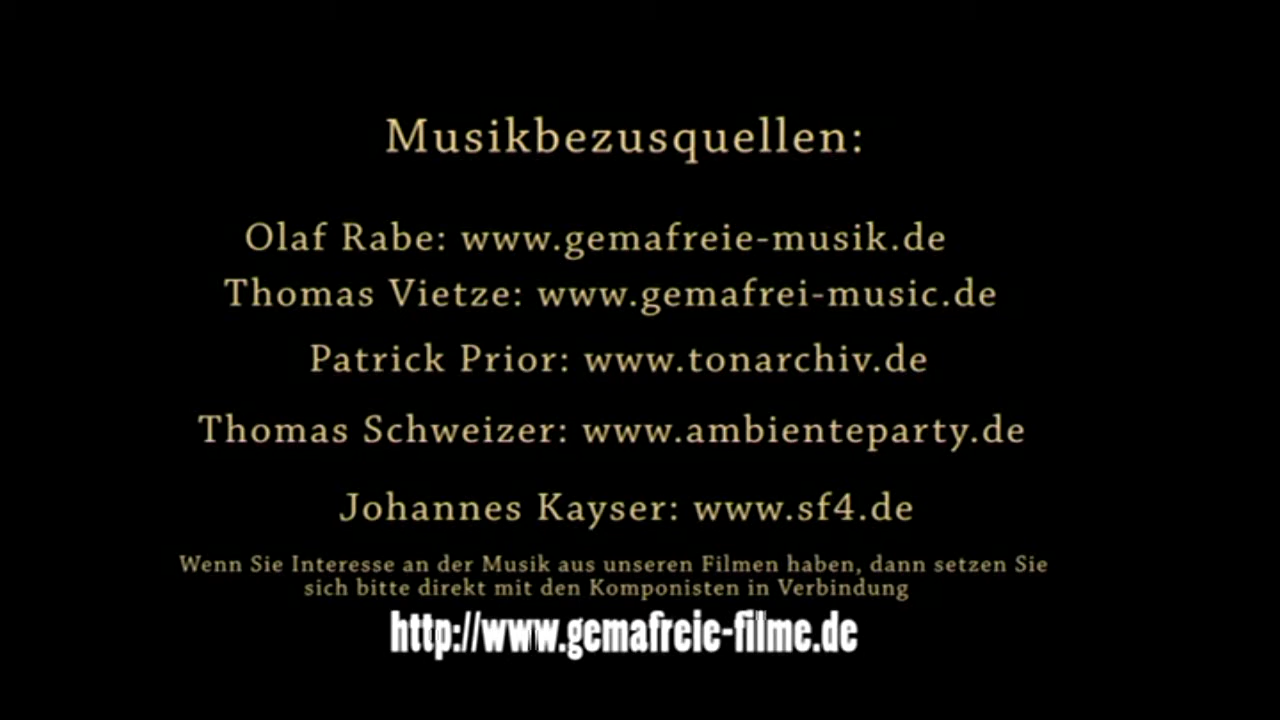 Musikbezusquellen:
Olaf Rabe: www.gemafreie-musik.de
Thomas Vietze: www.gemafrei-music.de
Patrick Prior: www.tonarchiv.de
Thomas Schweizer: www.ambienteparty.de
Johannes Kayser: www.sf4.de
Wenn Sie Interesse an der Musik aus unseren Filmen haben, dann setzen Sie
sich bitte direkt mit den Komponisten in Verbindung
http://www.gemafreie-filme.de